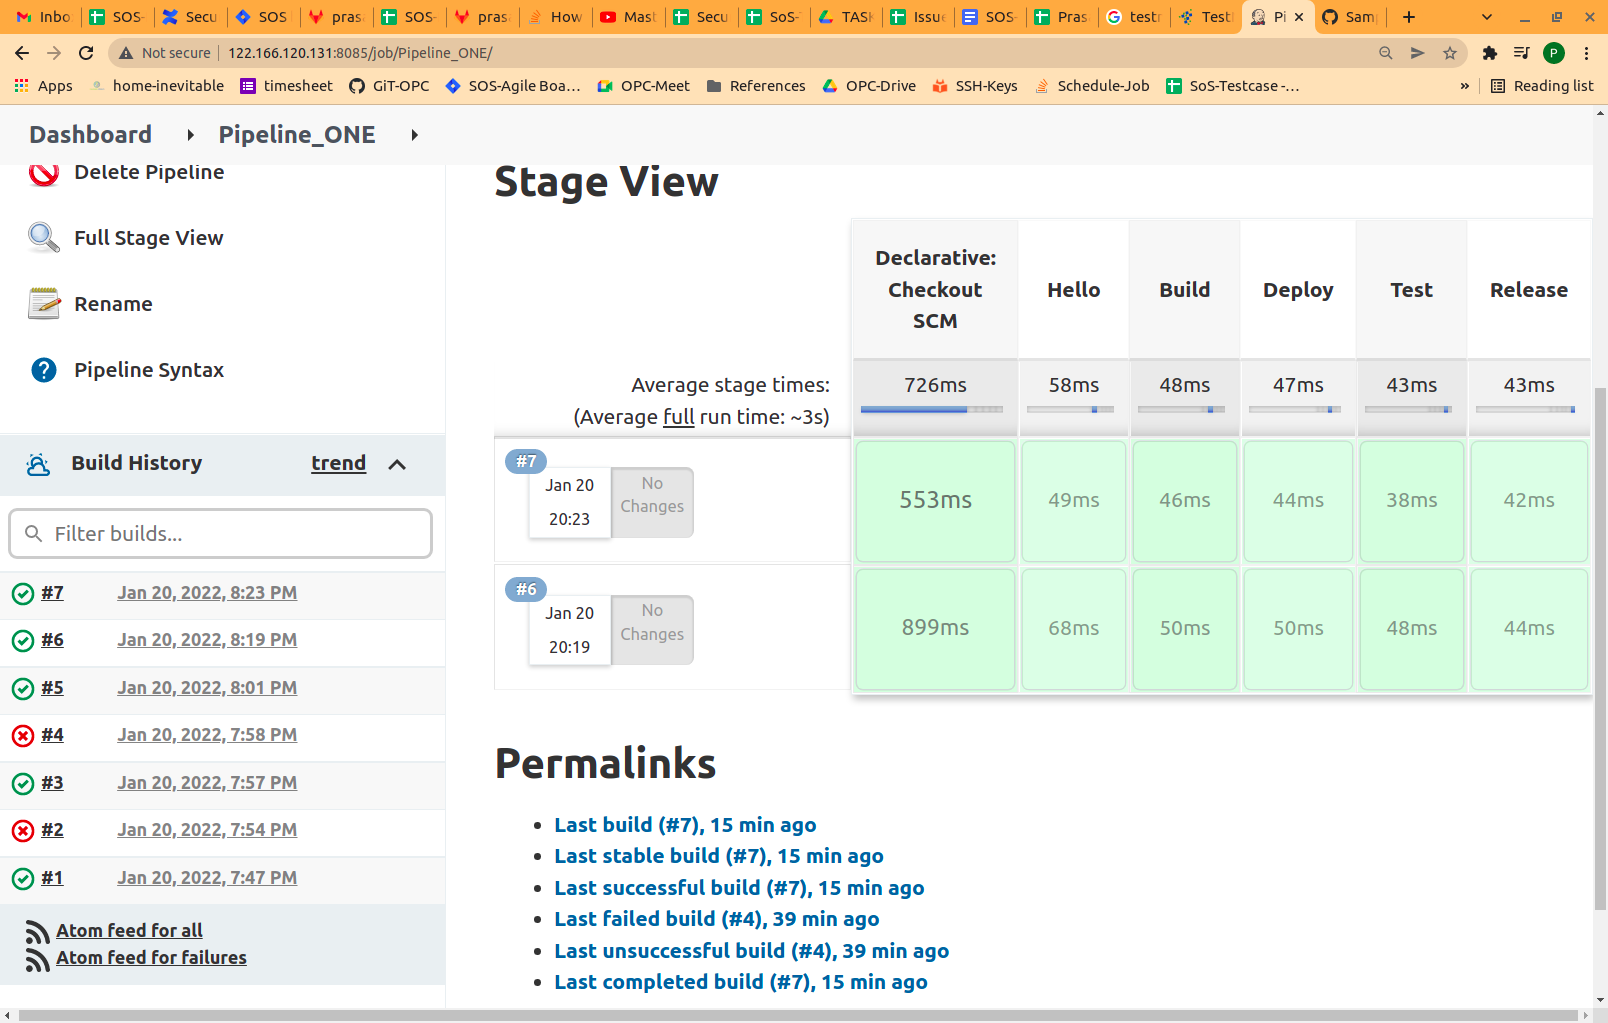 Inbo
SOS-
Secu
SOS
pras
SOS-
pras
How
Mast
Secu
SoS-T
TASK
Issue
SOS-
Pras
testr
Test
Pi
Sam
Not secure
122.166.120.131:8085/job/Pipeline_ONE/
P
Apps
home-inevitable
timesheet
GiT-OPC
SOS-Agile Boa...
OPC-Meet
References
OPC-Drive
SSH-Keys
Schedule-Job
SoS-Testcase -...
»
Reading list
Dashboard
Pipeline_ONE
Delete Pipeline
Full Stage View
Rename
Pipeline Syntax
Build History
trend
Filter builds...
#7 Jan 20, 2022, 8:23 PM
#6 Jan 20, 2022, 8:19 PM
#5 Jan 20, 2022, 8:01 PM
#4 Jan 20, 2022, 7:58 PM
#3 Jan 20, 2022, 7:57 PM
#2 Jan 20, 2022, 7:54 PM
#1 Jan 20, 2022, 7:47 PM
Atom feed for all
Atom feed for failures
Stage View
Declarative:
Checkout
SCM
Hello
Build
Deploy
Test
Release
Average stage times:
(Average full run time: ~3s)
726ms
58ms
48ms
47ms
43ms
43ms
#7
Jan 20
20:23
No
Changes
553ms
49ms
46ms
44ms
38ms
42ms
#6
Jan 20
20:19
No
Changes
899ms
68ms
50ms
50ms
48ms
44ms
Permalinks
• Last build (#7), 15 min ago
• Last stable build (#7), 15 min ago
• Last successful build (#7), 15 min ago
• Last failed build (#4), 39 min ago
• Last unsuccessful build (#4), 39 min ago
• Last completed build (#7), 15 min ago